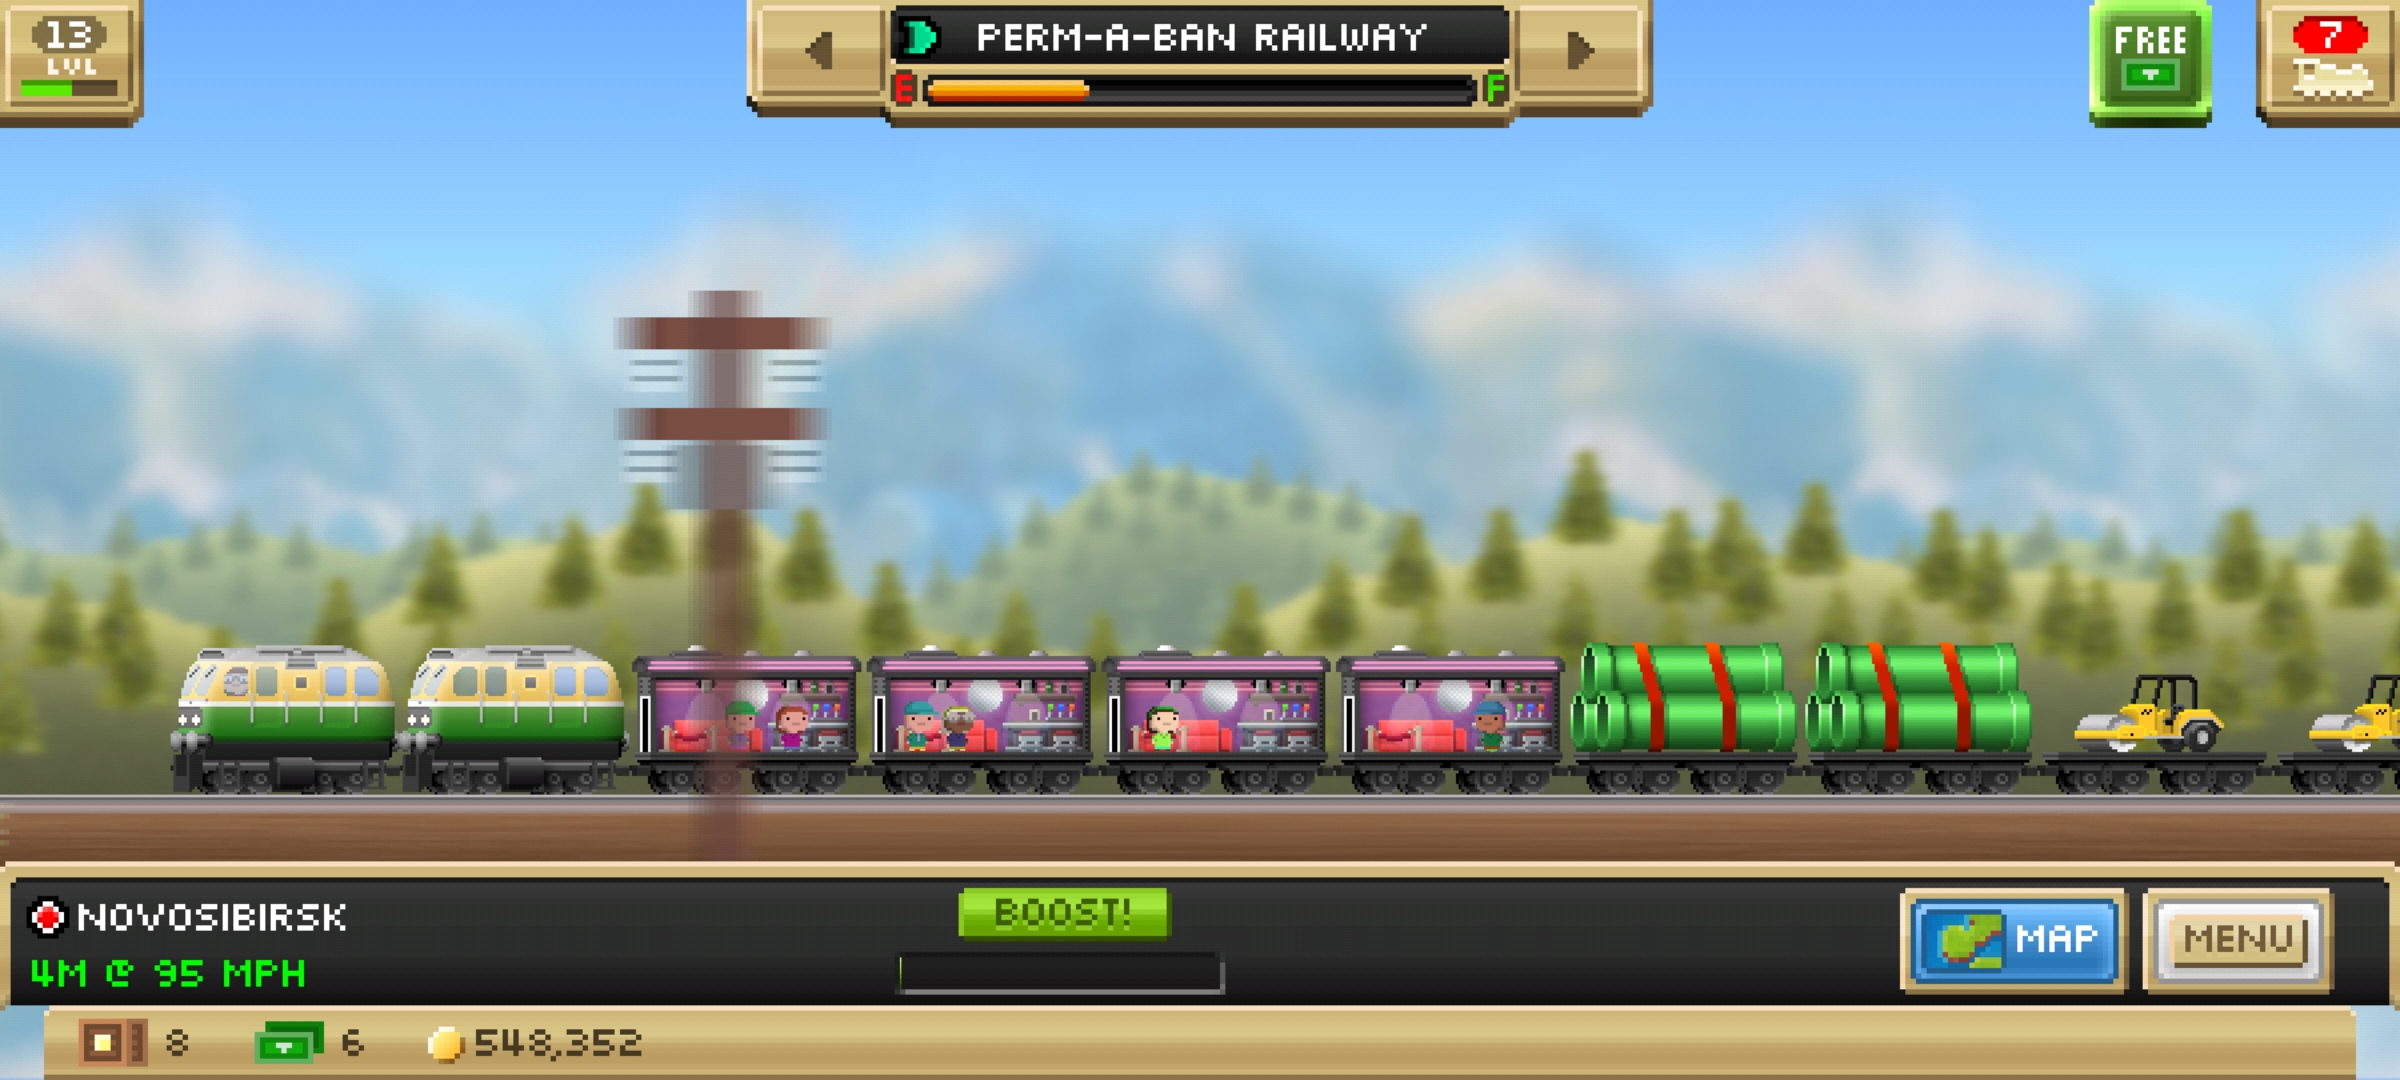 13
LVL
PERM-A-BAN RAILWAY
E
F
FREE
7
NOVOSIBIRSK
4M @ 95 MPH
BOOST!
MAP
MENU
8
6
548,352